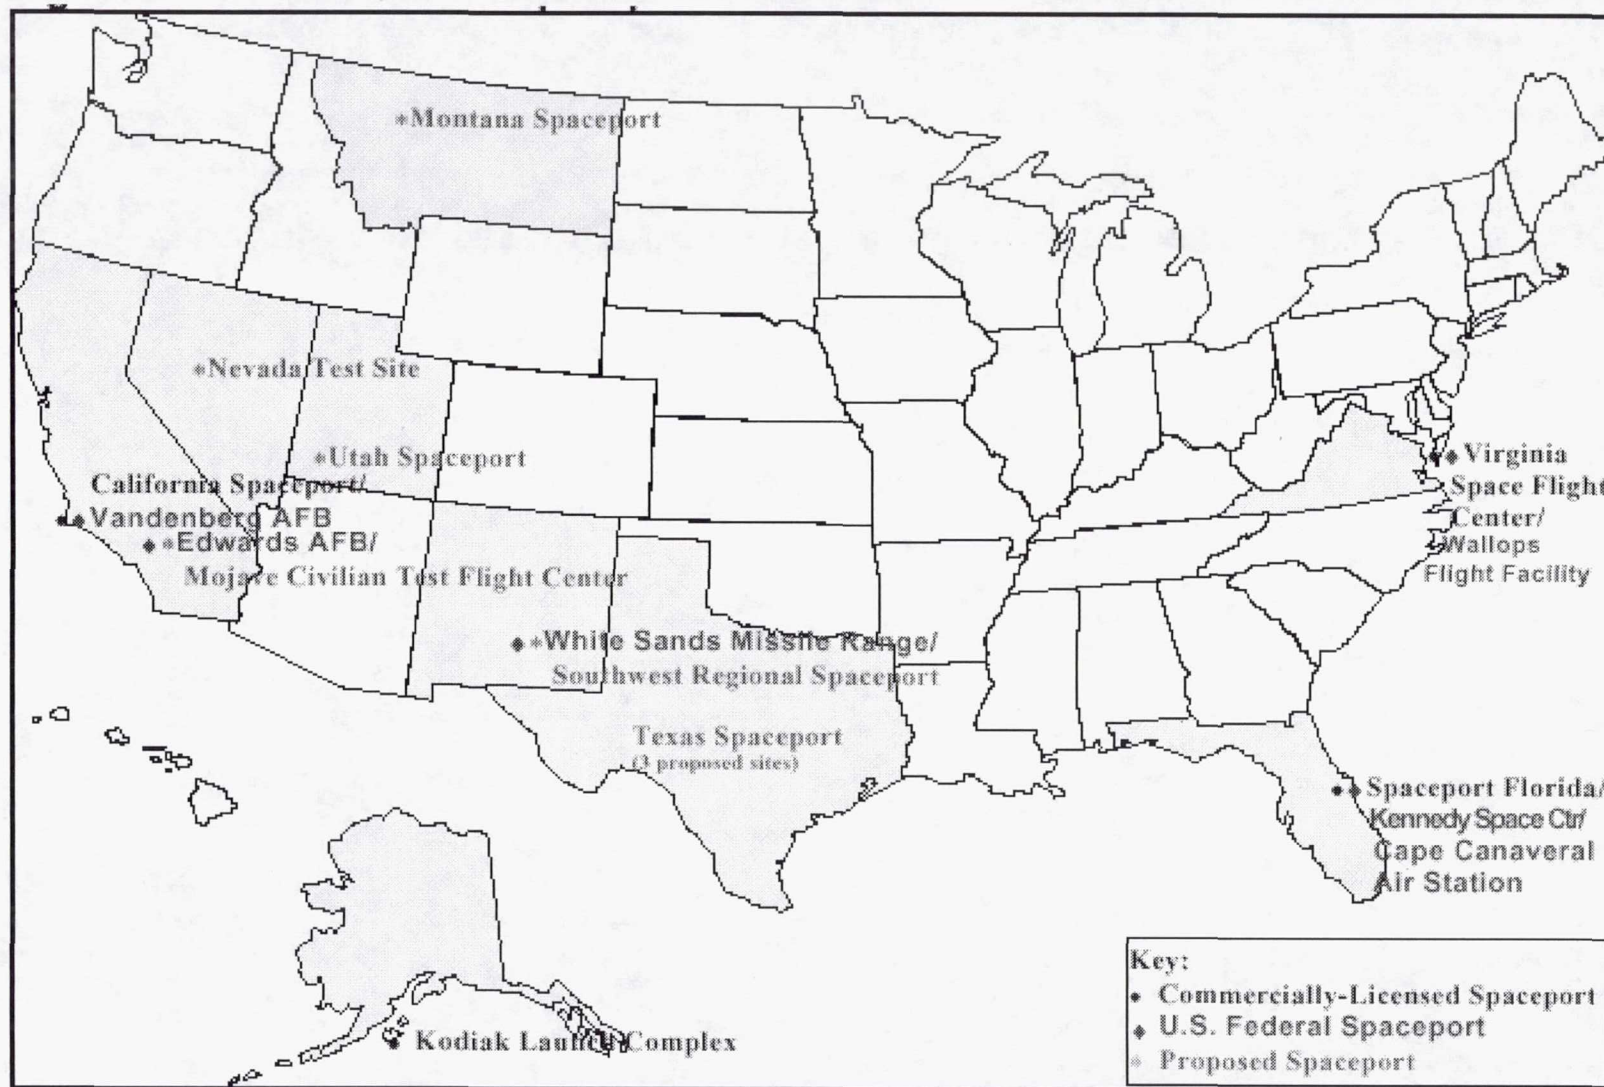 *Montana Spaceport
*Nevada Test Site
*Utah Spaceport
California Spaceport/
Vandenberg AFB
*Edwards AFB/
Mojave Civilian Test Flight Center
*White Sands Missile Range/
Southwest Regional Spaceport
Texas Spaceport
(3 proposed sites)
Virginia
Space Flight
Center/
Wallops
Flight Facility
Spaceport Florida/
Kennedy Space Ctr/
Cape Canaveral
Air Station
Kodiak Launch Complex
Key:
Commercially-Licensed Spaceport
U.S. Federal Spaceport
Proposed Spaceport